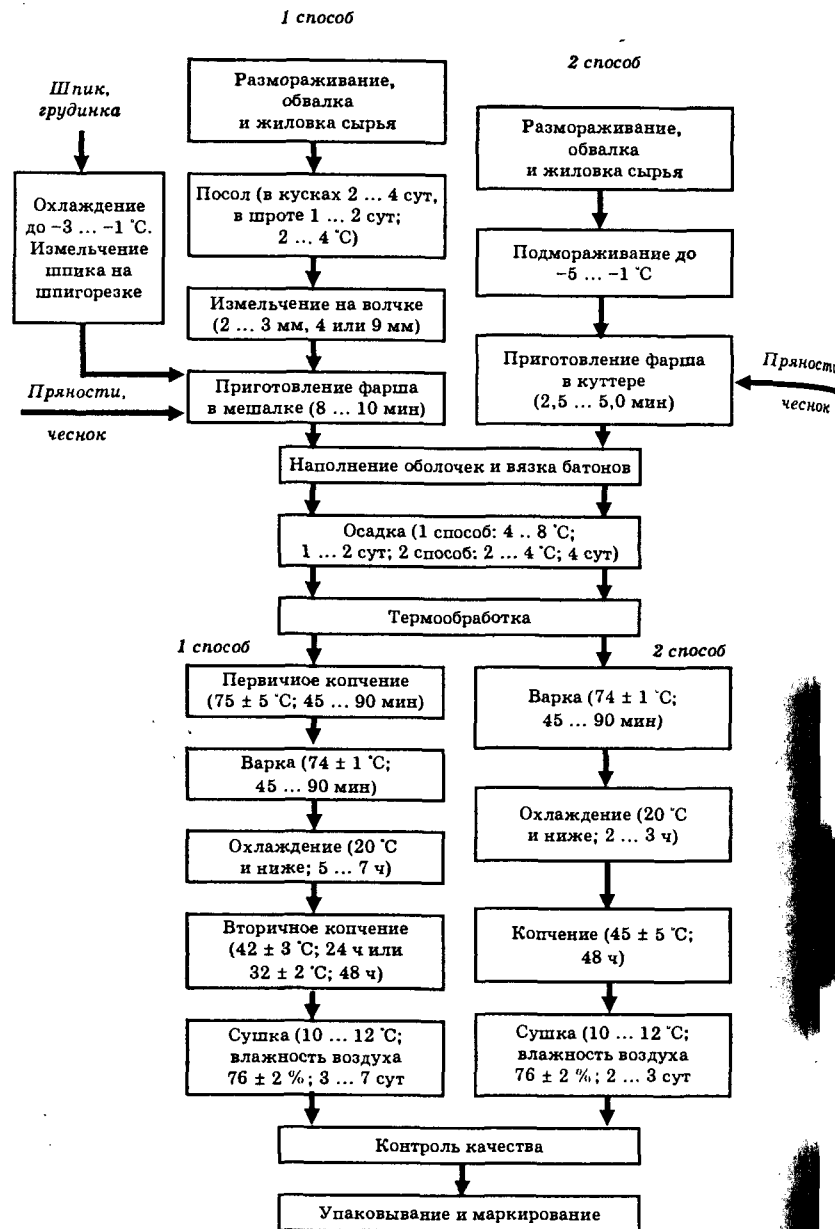 1 способ
2 способ
Шпик,
грудинка
Размораживание,
обвалка
и жиловка сырья
Размораживание,
обвалка
и жиловка сырья
Охлаждение
до −3 ... −1 °С.
Измельчение
шпика на
шпигорезке
Посол (в кусках 2 ... 4 сут,
в шроте 1 ... 2 сут;
2 ... 4 °С)
Подмораживание до
−5 ... −1 °С
Измельчение на волчке
(2 ... 3 мм, 4 или 9 мм)
Пряности,
чеснок
Приготовление фарша
в мешалке (8 ... 10 мин)
Приготовление фарша
в куттере
(2,5 ... 5,0 мин)
Пряности
чеснок
Наполнение оболочек и вязка батонов
Осадка (1 способ: 4 .. 8 °С;
1 ... 2 сут; 2 способ: 2 ... 4 °С; 4 сут)
Термообработка
1 способ
2 способ
Первичное копчение
(75 ± 5 °С; 45 ... 90 мин)
Варка (74 ± 1 °С;
45 ... 90 мин)
Охлаждение (20 °С
и ниже; 5 ... 7 ч)
Вторичное копчение
(42 ± 3 °С; 24 ч или
32 ± 2 °С; 48 ч)
Сушка (10 ... 12 °С;
влажность воздуха
76 ± 2 %; 3 ... 7 сут
Варка (74 ± 1 °С;
45 ... 90 мин)
Охлаждение (20 °С
и ниже; 2 ... 3 ч)
Копчение (45 ± 5 °С;
48 ч)
Сушка (10 ... 12 °С;
влажность воздуха
76 ± 2 %; 2 ... 3 сут
Контроль качества
Упаковывание и маркирование